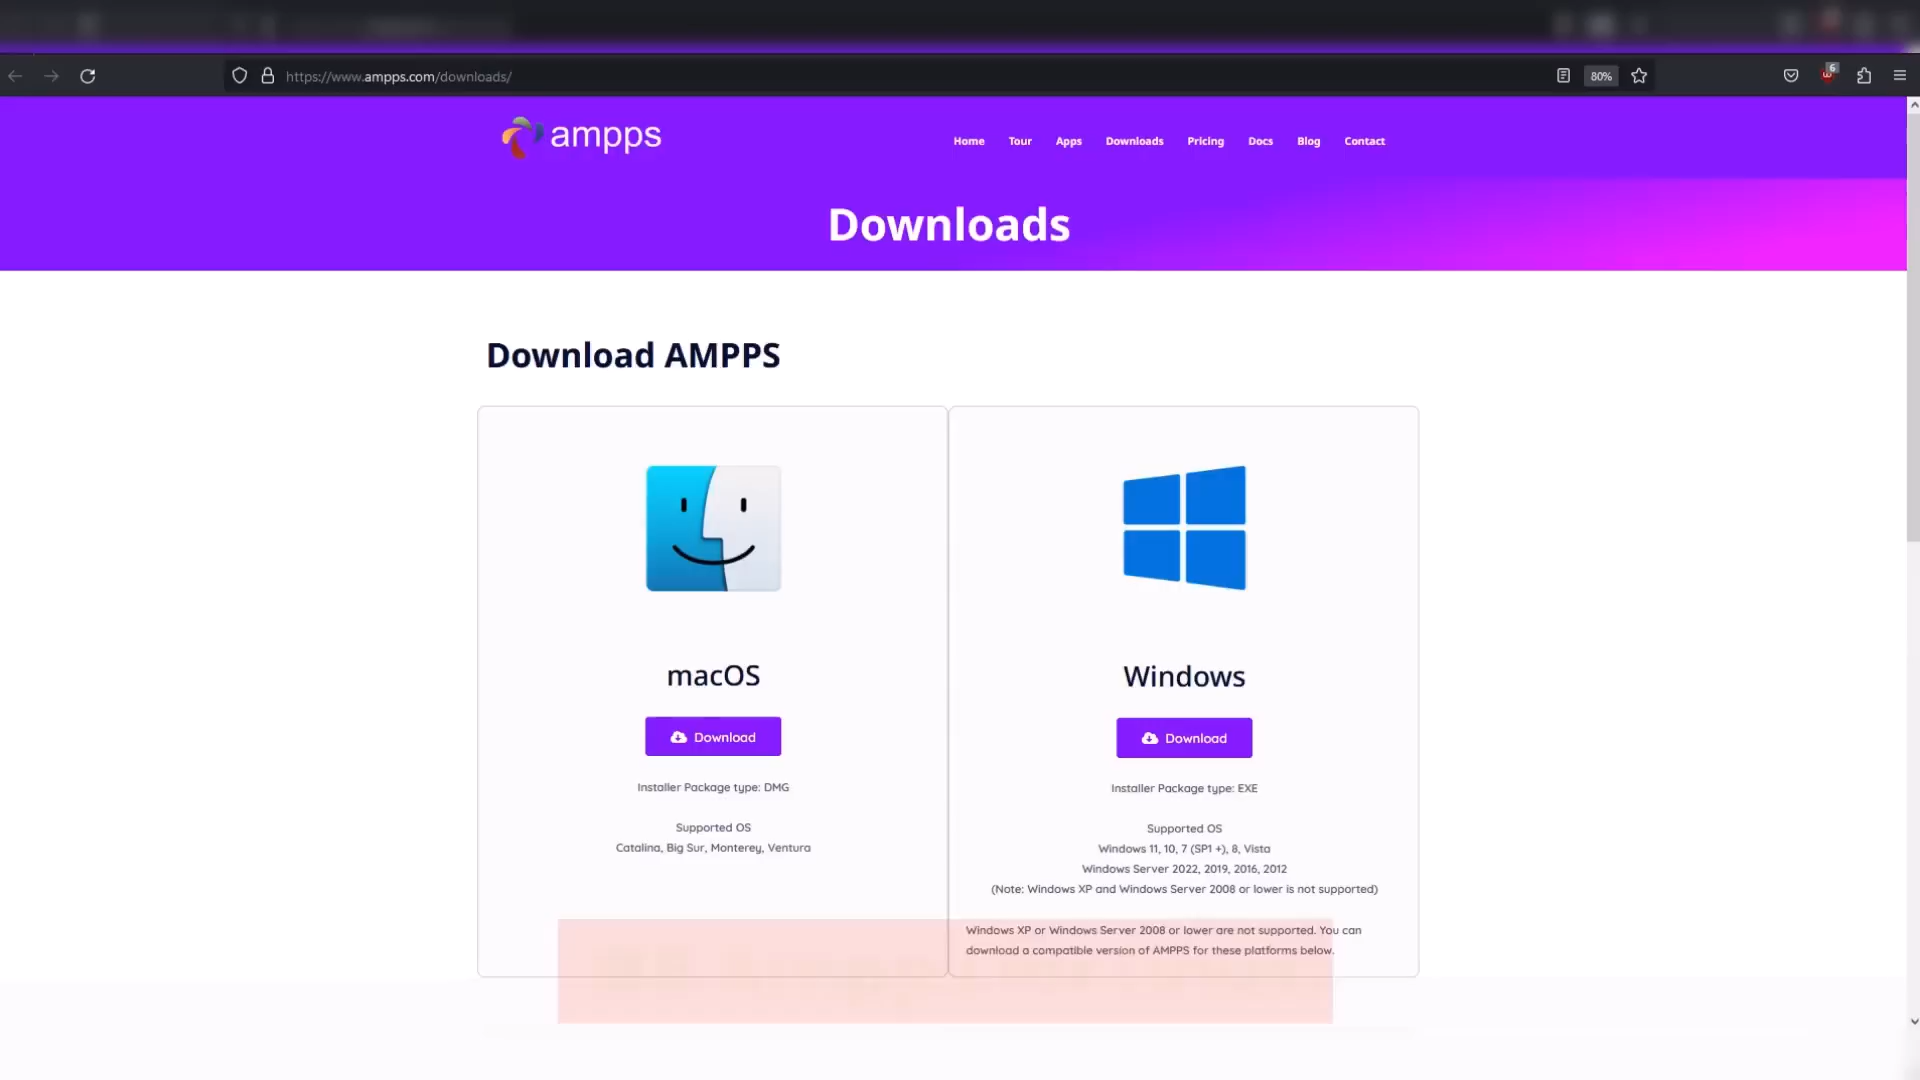 https://www.ampps.com/downloads/
80%
6
ampps
Home Tour Apps Downloads Pricing Docs Blog Contact
Downloads
Download AMPPS
macOS
Download
Installer Package type: DMG
Supported OS
Catalina, Big Sur, Monterey, Ventura
Windows
Download
Installer Package type: EXE
Supported OS
Windows 11, 10, 7 (SP1 +), 8, Vista
Windows Server 2022, 2019, 2016, 2012
(Note: Windows XP and Windows Server 2008 or lower is not supported)
Windows XP or Windows Server 2008 or lower are not supported. You can
download a compatible version of AMPPS for these platforms below.